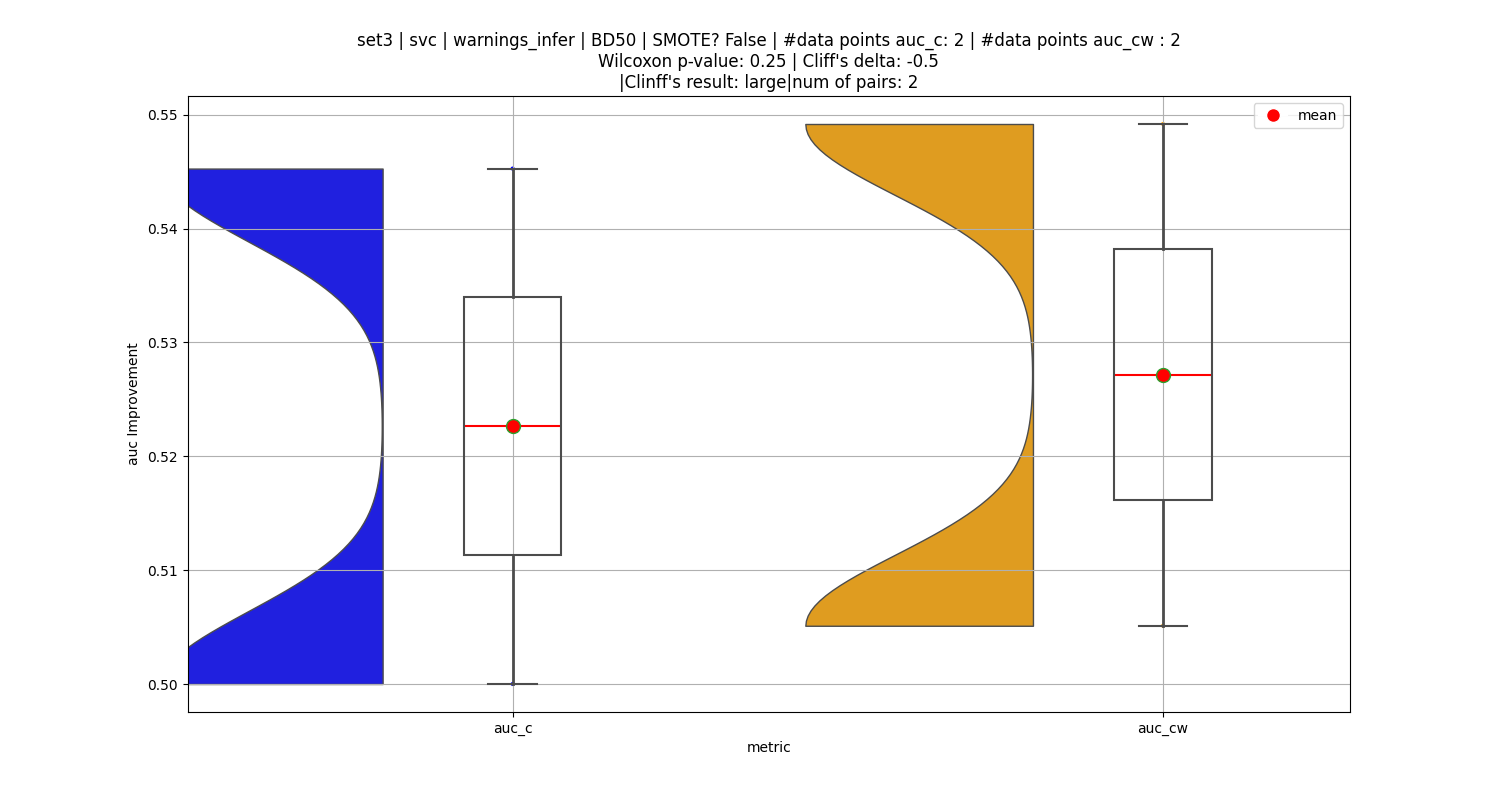 set3 | svc | warnings_infer | BD50 | SMOTE? False | #data points auc_c: 2 | #data points auc_cw : 2
Wilcoxon p-value: 0.25 | Cliff's delta: -0.5
|Clinff's result: large|num of pairs: 2
mean
0.55
0.54
0.53
0.52
0.51
0.50
auc Improvement
auc_c
auc_cw
metric